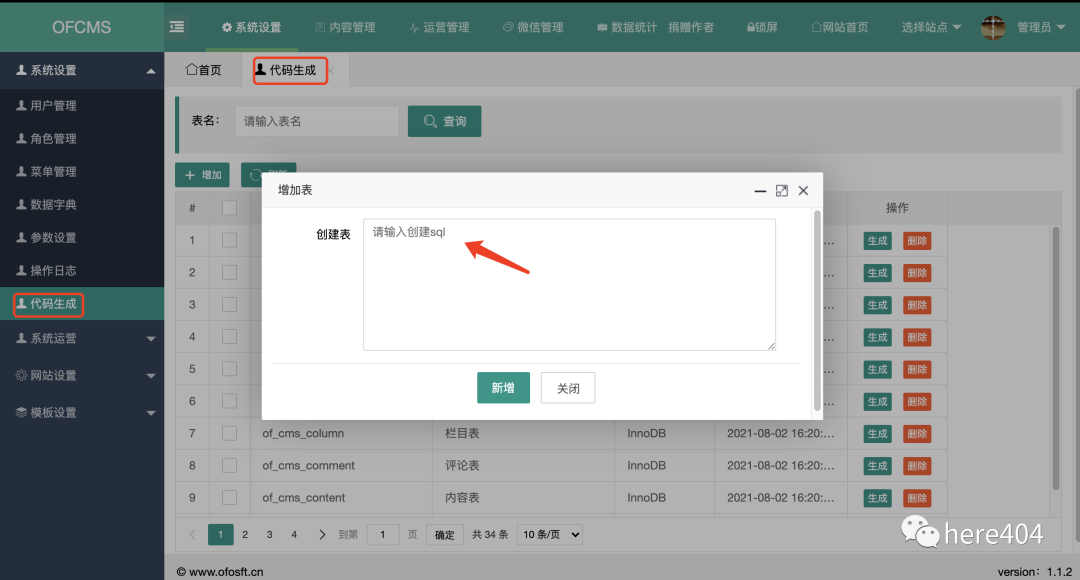 OFCMS
系统设置 内容管理 运营管理 微信管理 数据统计 捐赠作者 锁屏 网站首页 选择站点 管理员
系统设置
用户管理
角色管理
菜单管理
数据字典
参数设置
操作日志
代码生成
系统运营
网站设置
模板设置
首页 代码生成
表名： 请输入表名 查询
增加 刷新
# 操作
增加表
创建表 请输入创建sql
新增 关闭
1 ... 生成 删除
2 ... 生成 删除
3 ... 生成 删除
4 ... 生成 删除
5 ... 生成 删除
6 ... 生成 删除
7 of_cms_column 栏目表 InnoDB 2021-08-02 16:20:... 生成 删除
8 of_cms_comment 评论表 InnoDB 2021-08-02 16:20:... 生成 删除
9 of_cms_content 内容表 InnoDB 2021-08-02 16:20:... 生成 删除
1 2 3 4 到第 1 页 确定 共 34 条 10 条/页
here404
© www.ofosft.cn version：1.1.2